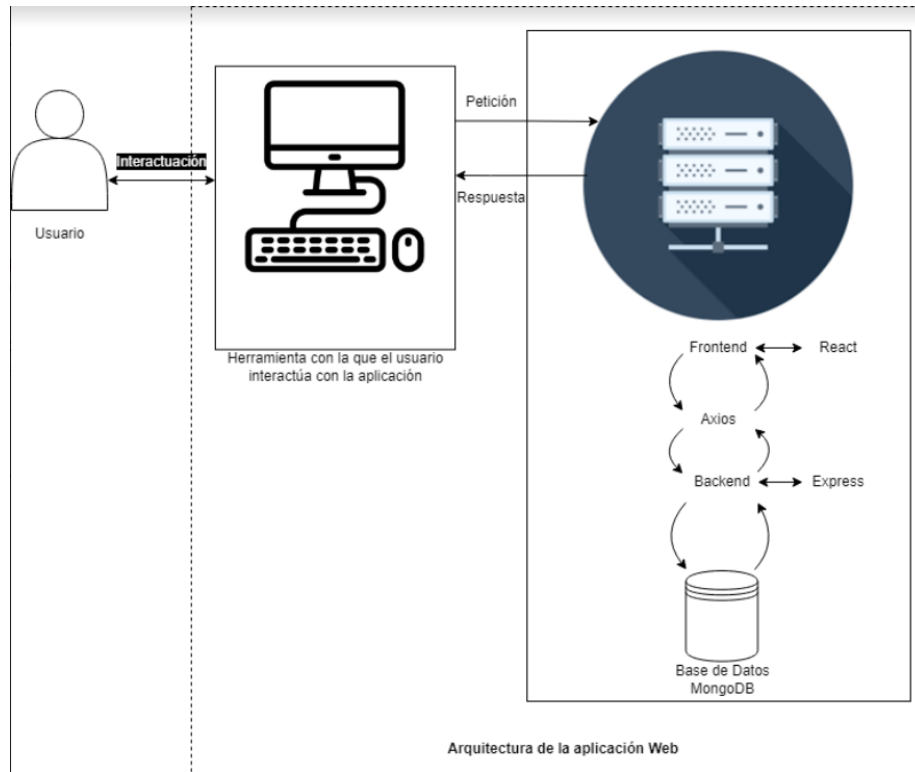 Interactuación
Usuario
Petición
Respuesta
Herramienta con la que el usuario
interactúa con la aplicación
Frontend
React
Axios
Backend
Express
Base de Datos
MongoDB
Arquitectura de la aplicación Web